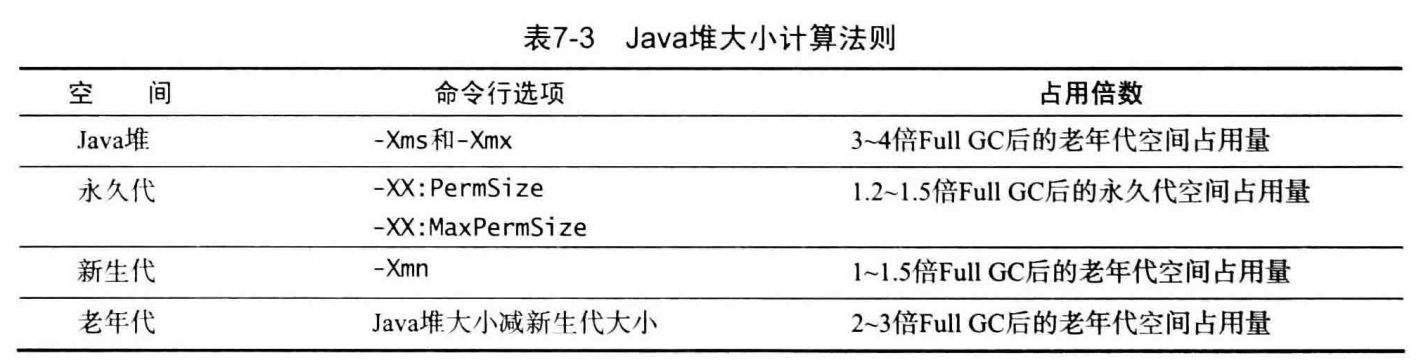 表7-3 Java堆大小计算法则
空 间 命令行选项 占用倍数
Java堆 -Xms和-Xmx 3~4倍Full GC后的老年代空间占用量
永久代 -XX:PermSize 1.2~1.5倍Full GC后的永久代空间占用量
-XX:MaxPermSize
新生代 -Xmn 1~1.5倍Full GC后的老年代空间占用量
老年代 Java堆大小减新生代大小 2~3倍Full GC后的老年代空间占用量